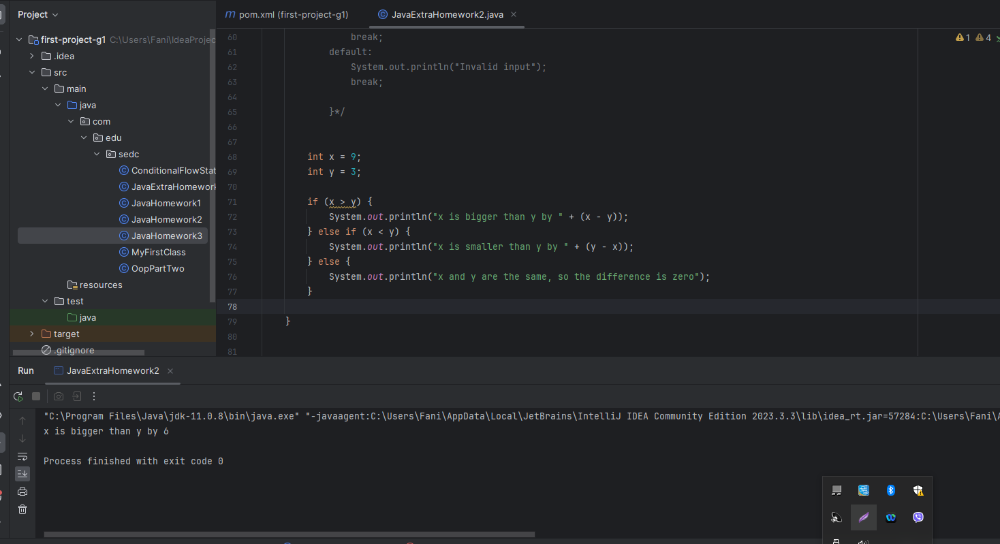 Project
pom.xml (first-project-g1)
JavaExtraHomework2.java
first-project-g1 C:\Users\Fani\IdeaProjec
.idea
src
main
java
com
edu
sedc
ConditionalFlowStat
JavaExtraHomework
JavaHomework1
JavaHomework2
JavaHomework3
MyFirstClass
OopPartTwo
resources
test
java
target
.gitignore
1 4
60 break;
61 default:
62 System.out.println("Invalid input");
63 break;
64
65 }*/
66
67
68 int x = 9;
69 int y = 3;
70
71 if (x > y) {
72 System.out.println("x is bigger than y by " + (x - y));
73 } else if (x < y) {
74 System.out.println("x is smaller than y by " + (y - x));
75 } else {
76 System.out.println("x and y are the same, so the difference is zero");
77 }
78
79 }
80
81
Run
JavaExtraHomework2
"C:\Program Files\Java\jdk-11.0.8\bin\java.exe" "-javaagent:C:\Users\Fani\AppData\Local\JetBrains\IntelliJ IDEA Community Edition 2023.3.3\lib\idea_rt.jar=57284:C:\Users\Fani\A
x is bigger than y by 6
Process finished with exit code 0